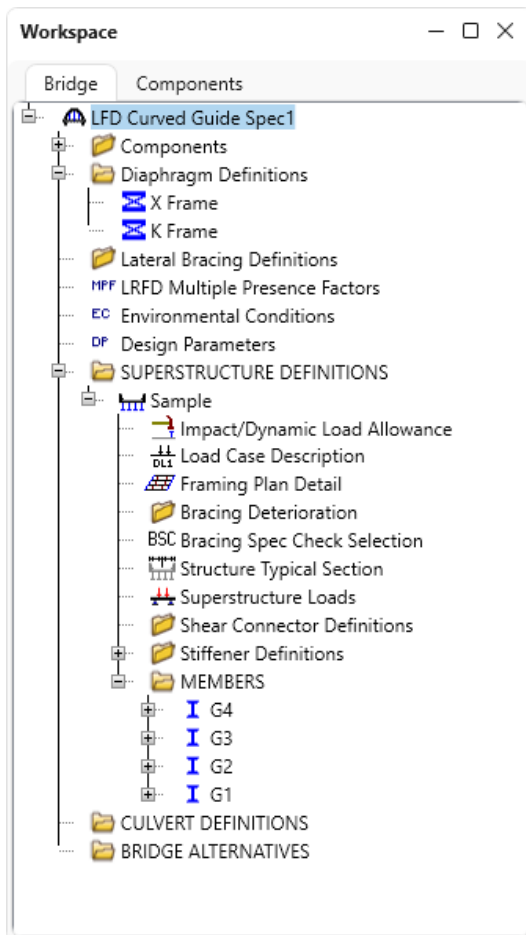 Workspace
Bridge Components
LFD Curved Guide Spec1
Components
Diaphragm Definitions
X Frame
K Frame
Lateral Bracing Definitions
MPF LRFD Multiple Presence Factors
EC Environmental Conditions
DP Design Parameters
SUPERSTRUCTURE DEFINITIONS
Sample
Impact/Dynamic Load Allowance
DL1 Load Case Description
Framing Plan Detail
Bracing Deterioration
BSC Bracing Spec Check Selection
Structure Typical Section
Superstructure Loads
Shear Connector Definitions
Stiffener Definitions
MEMBERS
G4
G3
G2
G1
CULVERT DEFINITIONS
BRIDGE ALTERNATIVES